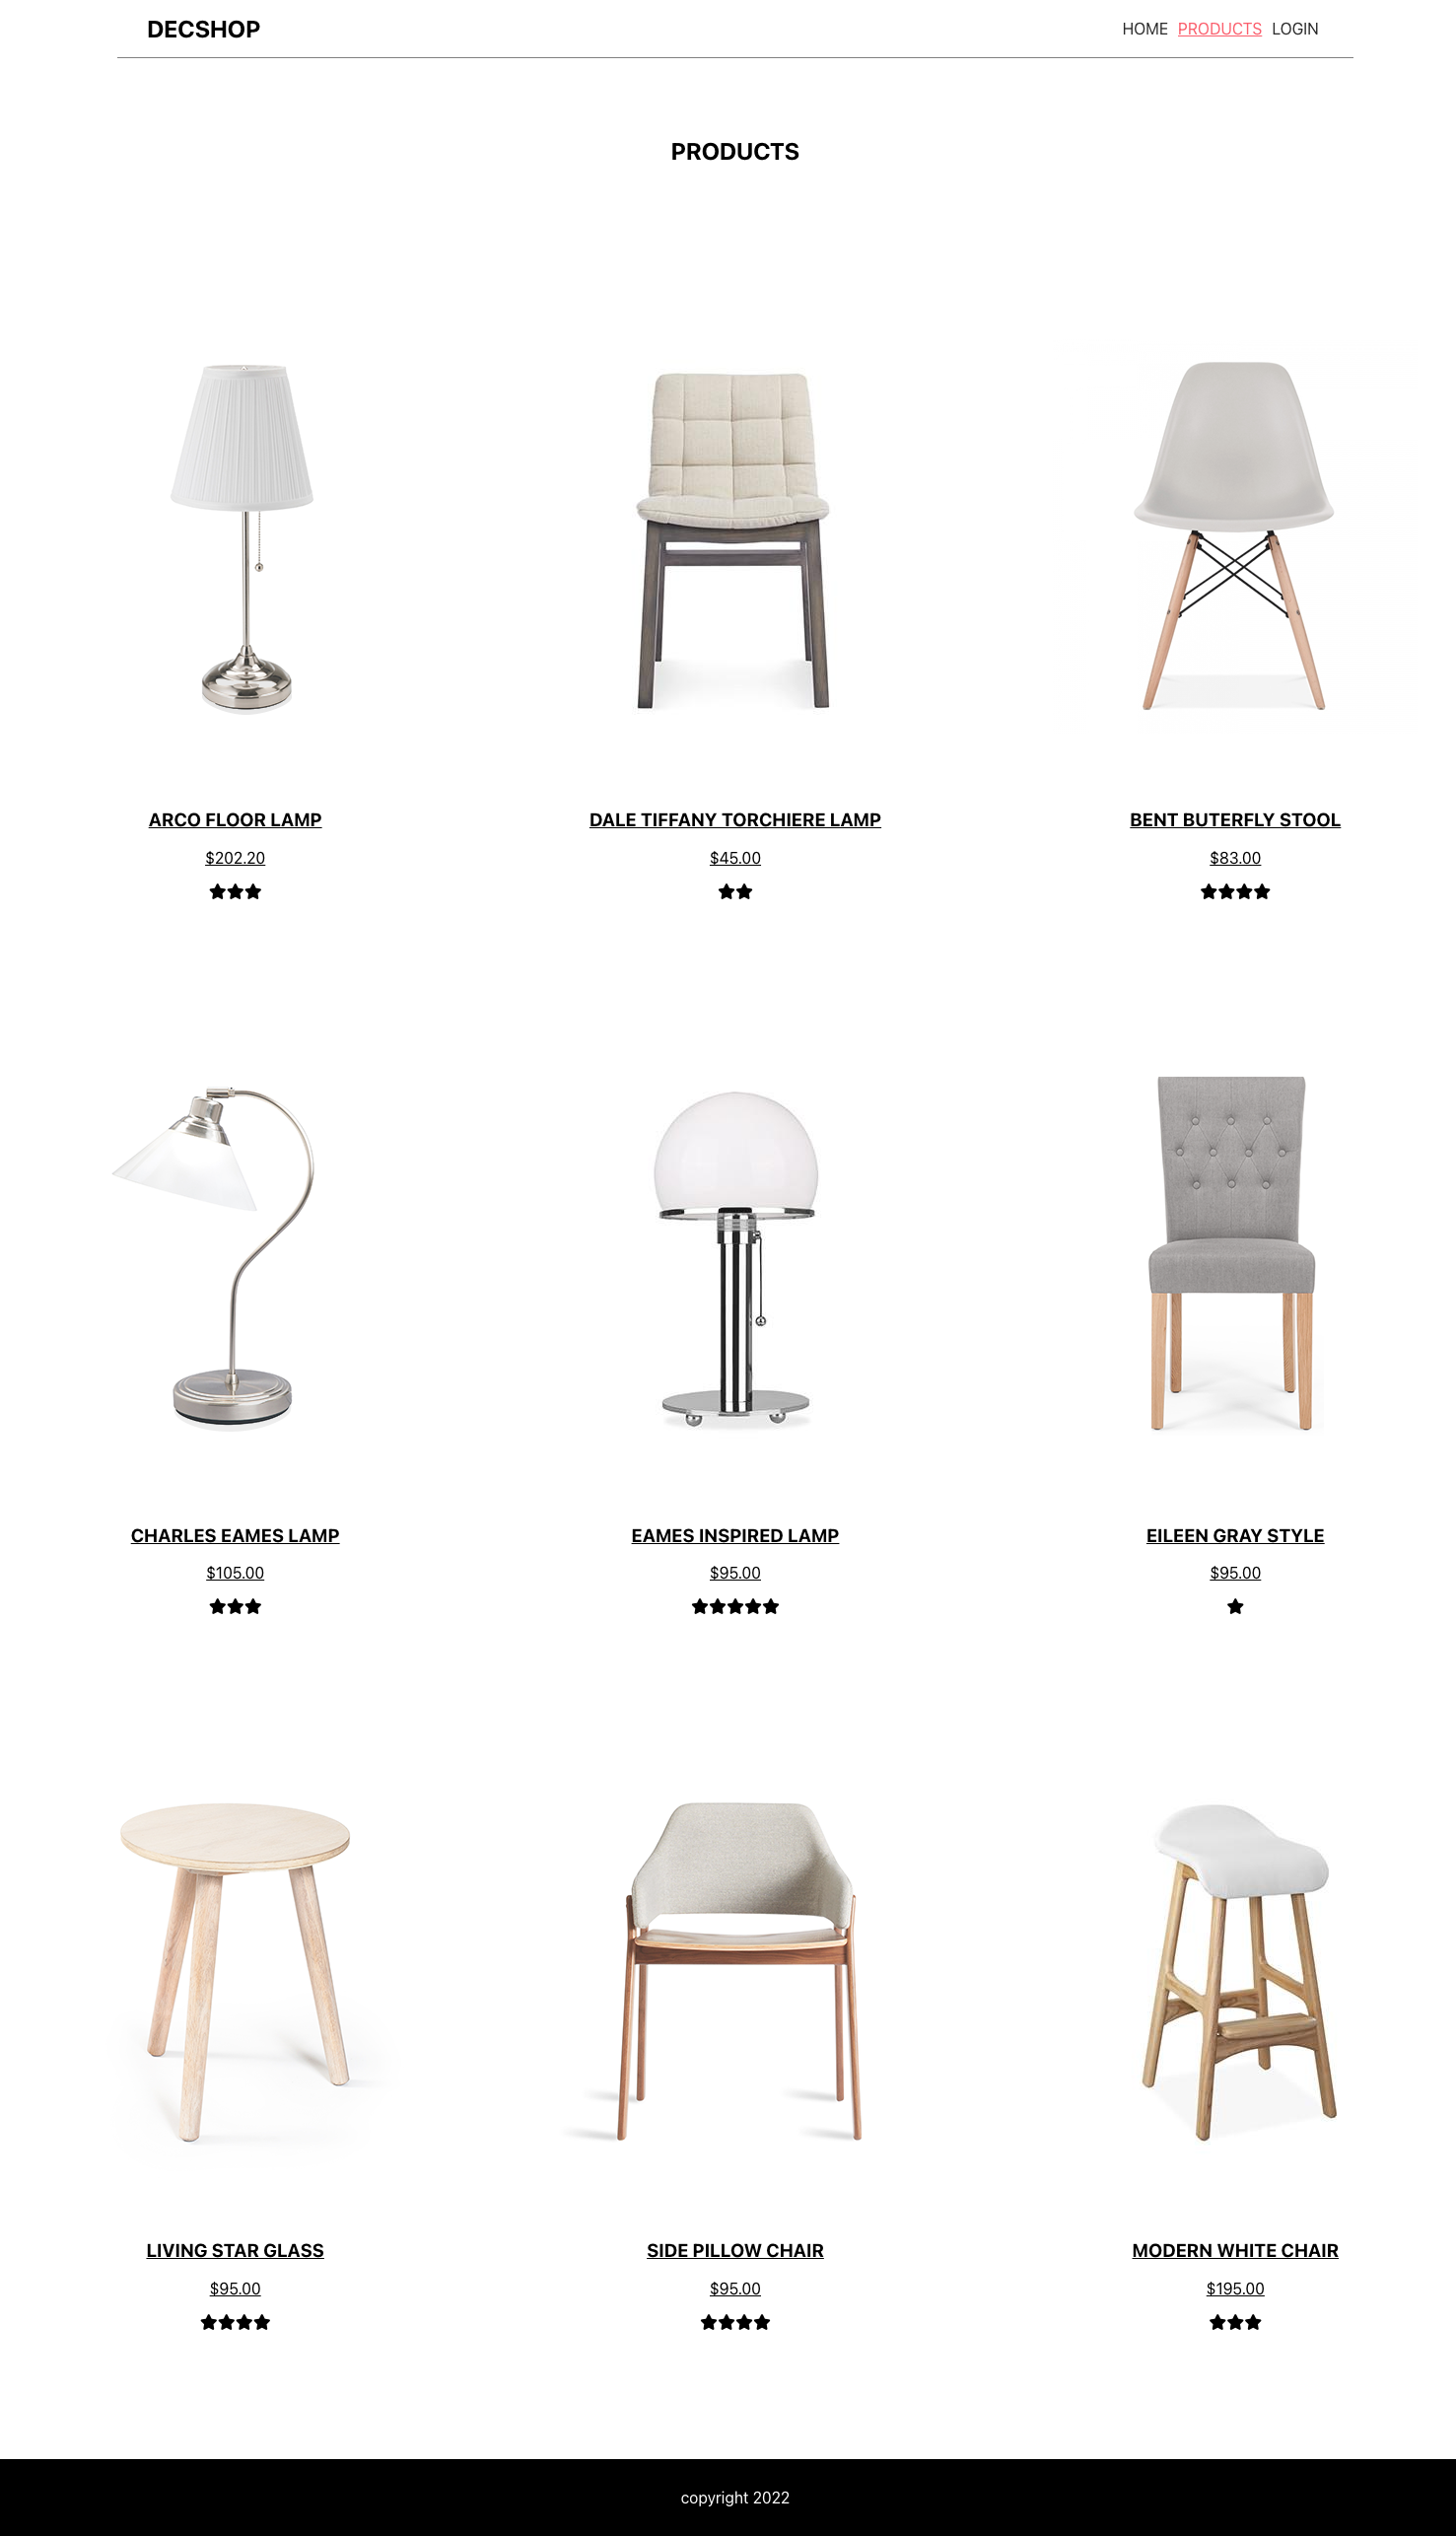 DECSHOP
HOME PRODUCTS LOGIN
PRODUCTS
ARCO FLOOR LAMP
$202.20
DALE TIFFANY TORCHIERE LAMP
$45.00
BENT BUTERFLY STOOL
$83.00
CHARLES EAMES LAMP
$105.00
EAMES INSPIRED LAMP
$95.00
EILEEN GRAY STYLE
$95.00
LIVING STAR GLASS
$95.00
SIDE PILLOW CHAIR
$95.00
MODERN WHITE CHAIR
$195.00
copyright 2022